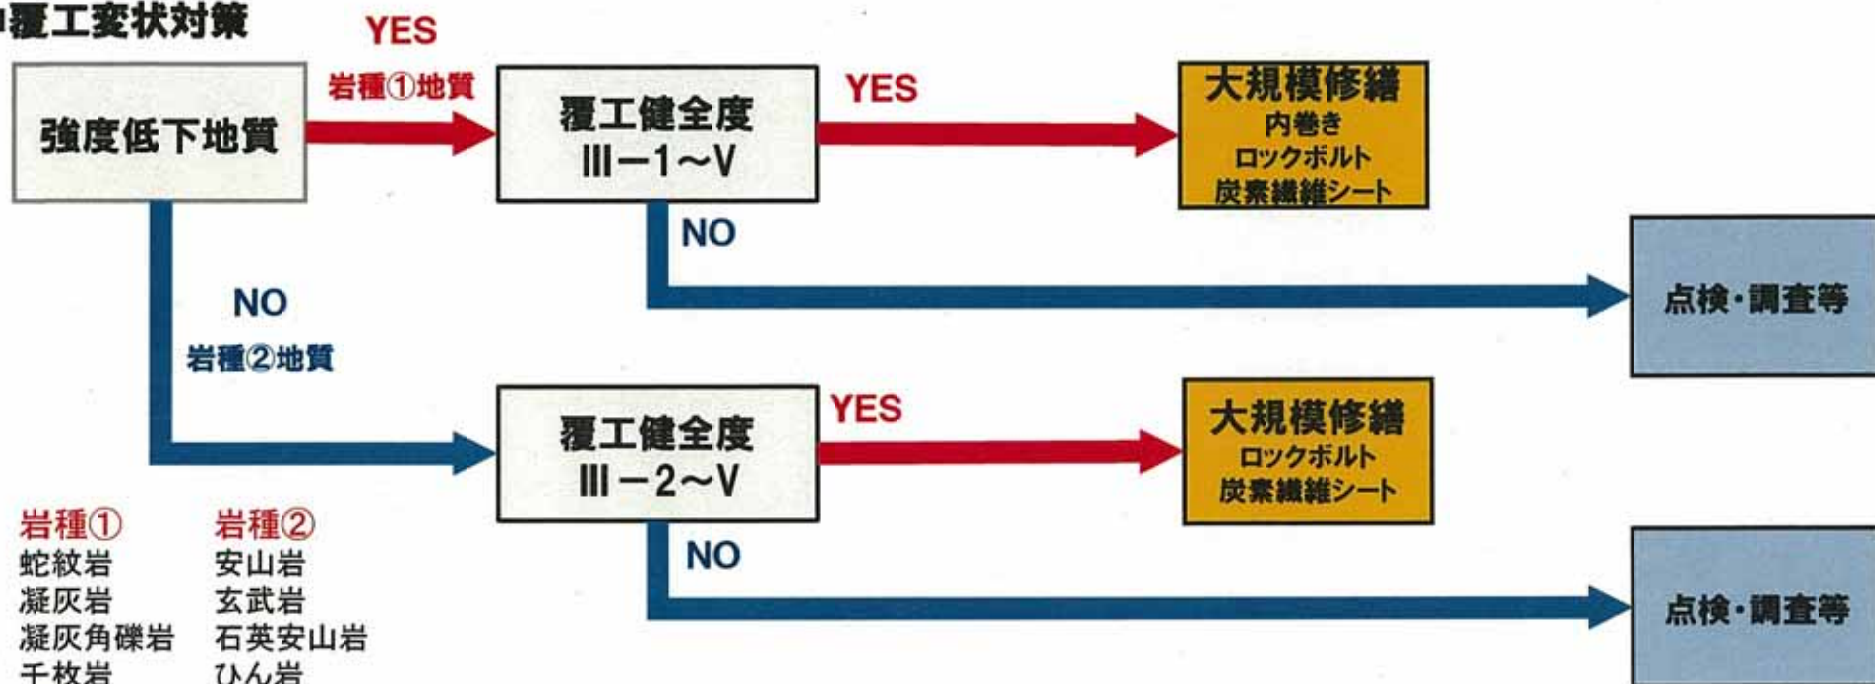 覆工変状対策
YES
岩種①地質
強度低下地質
覆工健全度
Ⅲ－1～Ⅴ
YES
大規模修繕
内巻き
ロックボルト
炭素繊維シート
NO
点検・調査等
NO
岩種②地質
覆工健全度
Ⅲ－2～Ⅴ
YES
大規模修繕
ロックボルト
炭素繊維シート
NO
点検・調査等
岩種① 岩種②
蛇紋岩 安山岩
凝灰岩 玄武岩
凝灰角礫岩 石英安山岩
千枚岩 ひん岩